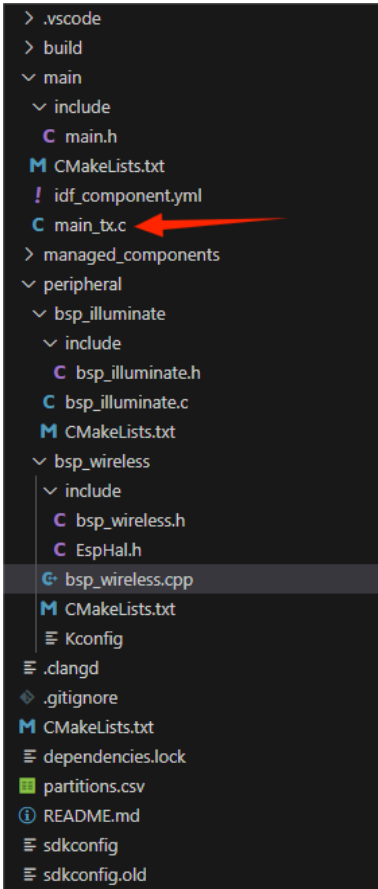 .vscode
build
main
include
C main.h
M CMakeLists.txt
! idf_component.yml
C main_tx.c
managed_components
peripheral
bsp_illuminate
include
C bsp_illuminate.h
C bsp_illuminate.c
M CMakeLists.txt
bsp_wireless
include
C bsp_wireless.h
C EspHal.h
bsp_wireless.cpp
M CMakeLists.txt
Kconfig
.clangd
.gitignore
M CMakeLists.txt
dependencies.lock
partitions.csv
README.md
sdkconfig
sdkconfig.old